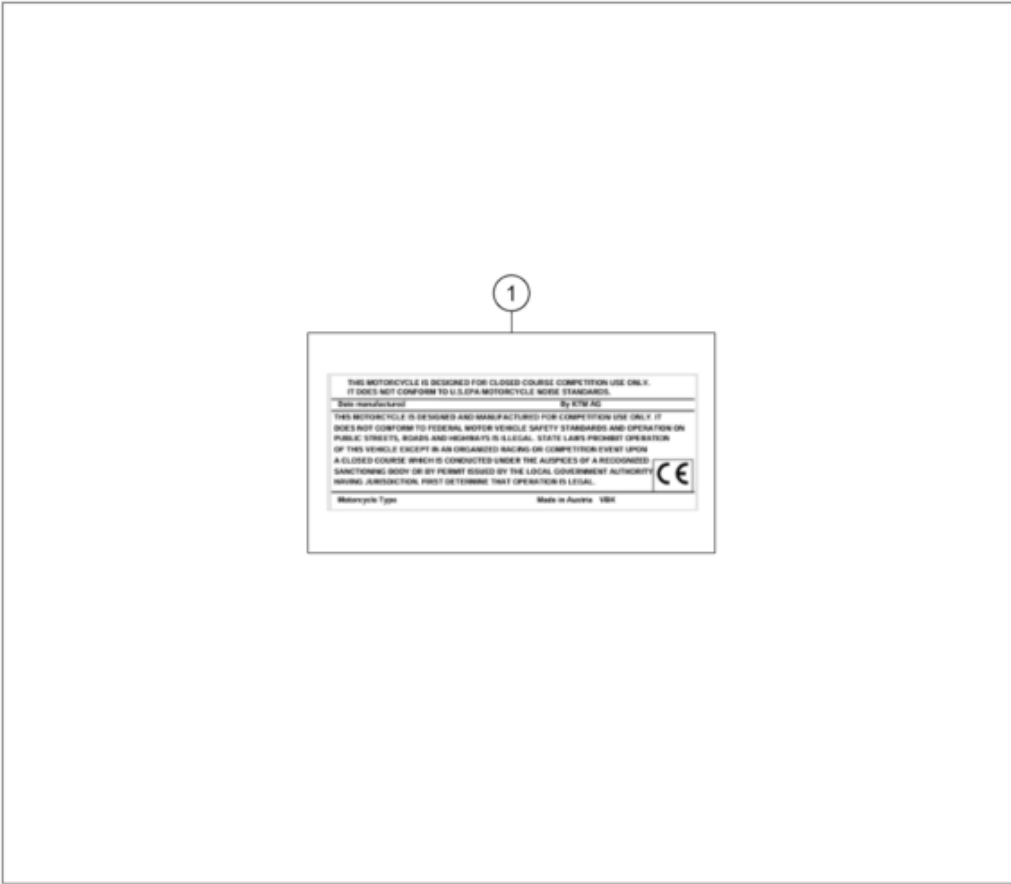 1
THIS MOTORCYCLE IS DESIGNED FOR CLOSED COURSE COMPETITION USE ONLY.
IT DOES NOT CONFORM TO U.S.EPA MOTORCYCLE NOISE STANDARDS.
Date manufactured By KTM AG
THIS MOTORCYCLE IS DESIGNED AND MANUFACTURED FOR COMPETITION USE ONLY. IT
DOES NOT CONFORM TO FEDERAL MOTOR VEHICLE SAFETY STANDARDS AND OPERATION ON
PUBLIC STREETS, ROADS AND HIGHWAYS IS ILLEGAL. STATE LAWS PROHIBIT OPERATION
OF THIS VEHICLE EXCEPT IN AN ORGANIZED RACING OR COMPETITION EVENT UPON
A CLOSED COURSE WHICH IS CONDUCTED UNDER THE AUSPICES OF A RECOGNIZED
SANCTIONING BODY OR BY PERMIT ISSUED BY THE LOCAL GOVERNMENT AUTHORITY
HAVING JURISDICTION. FIRST DETERMINE THAT OPERATION IS LEGAL.
CE
Motorcycle Type Made in Austria VBK